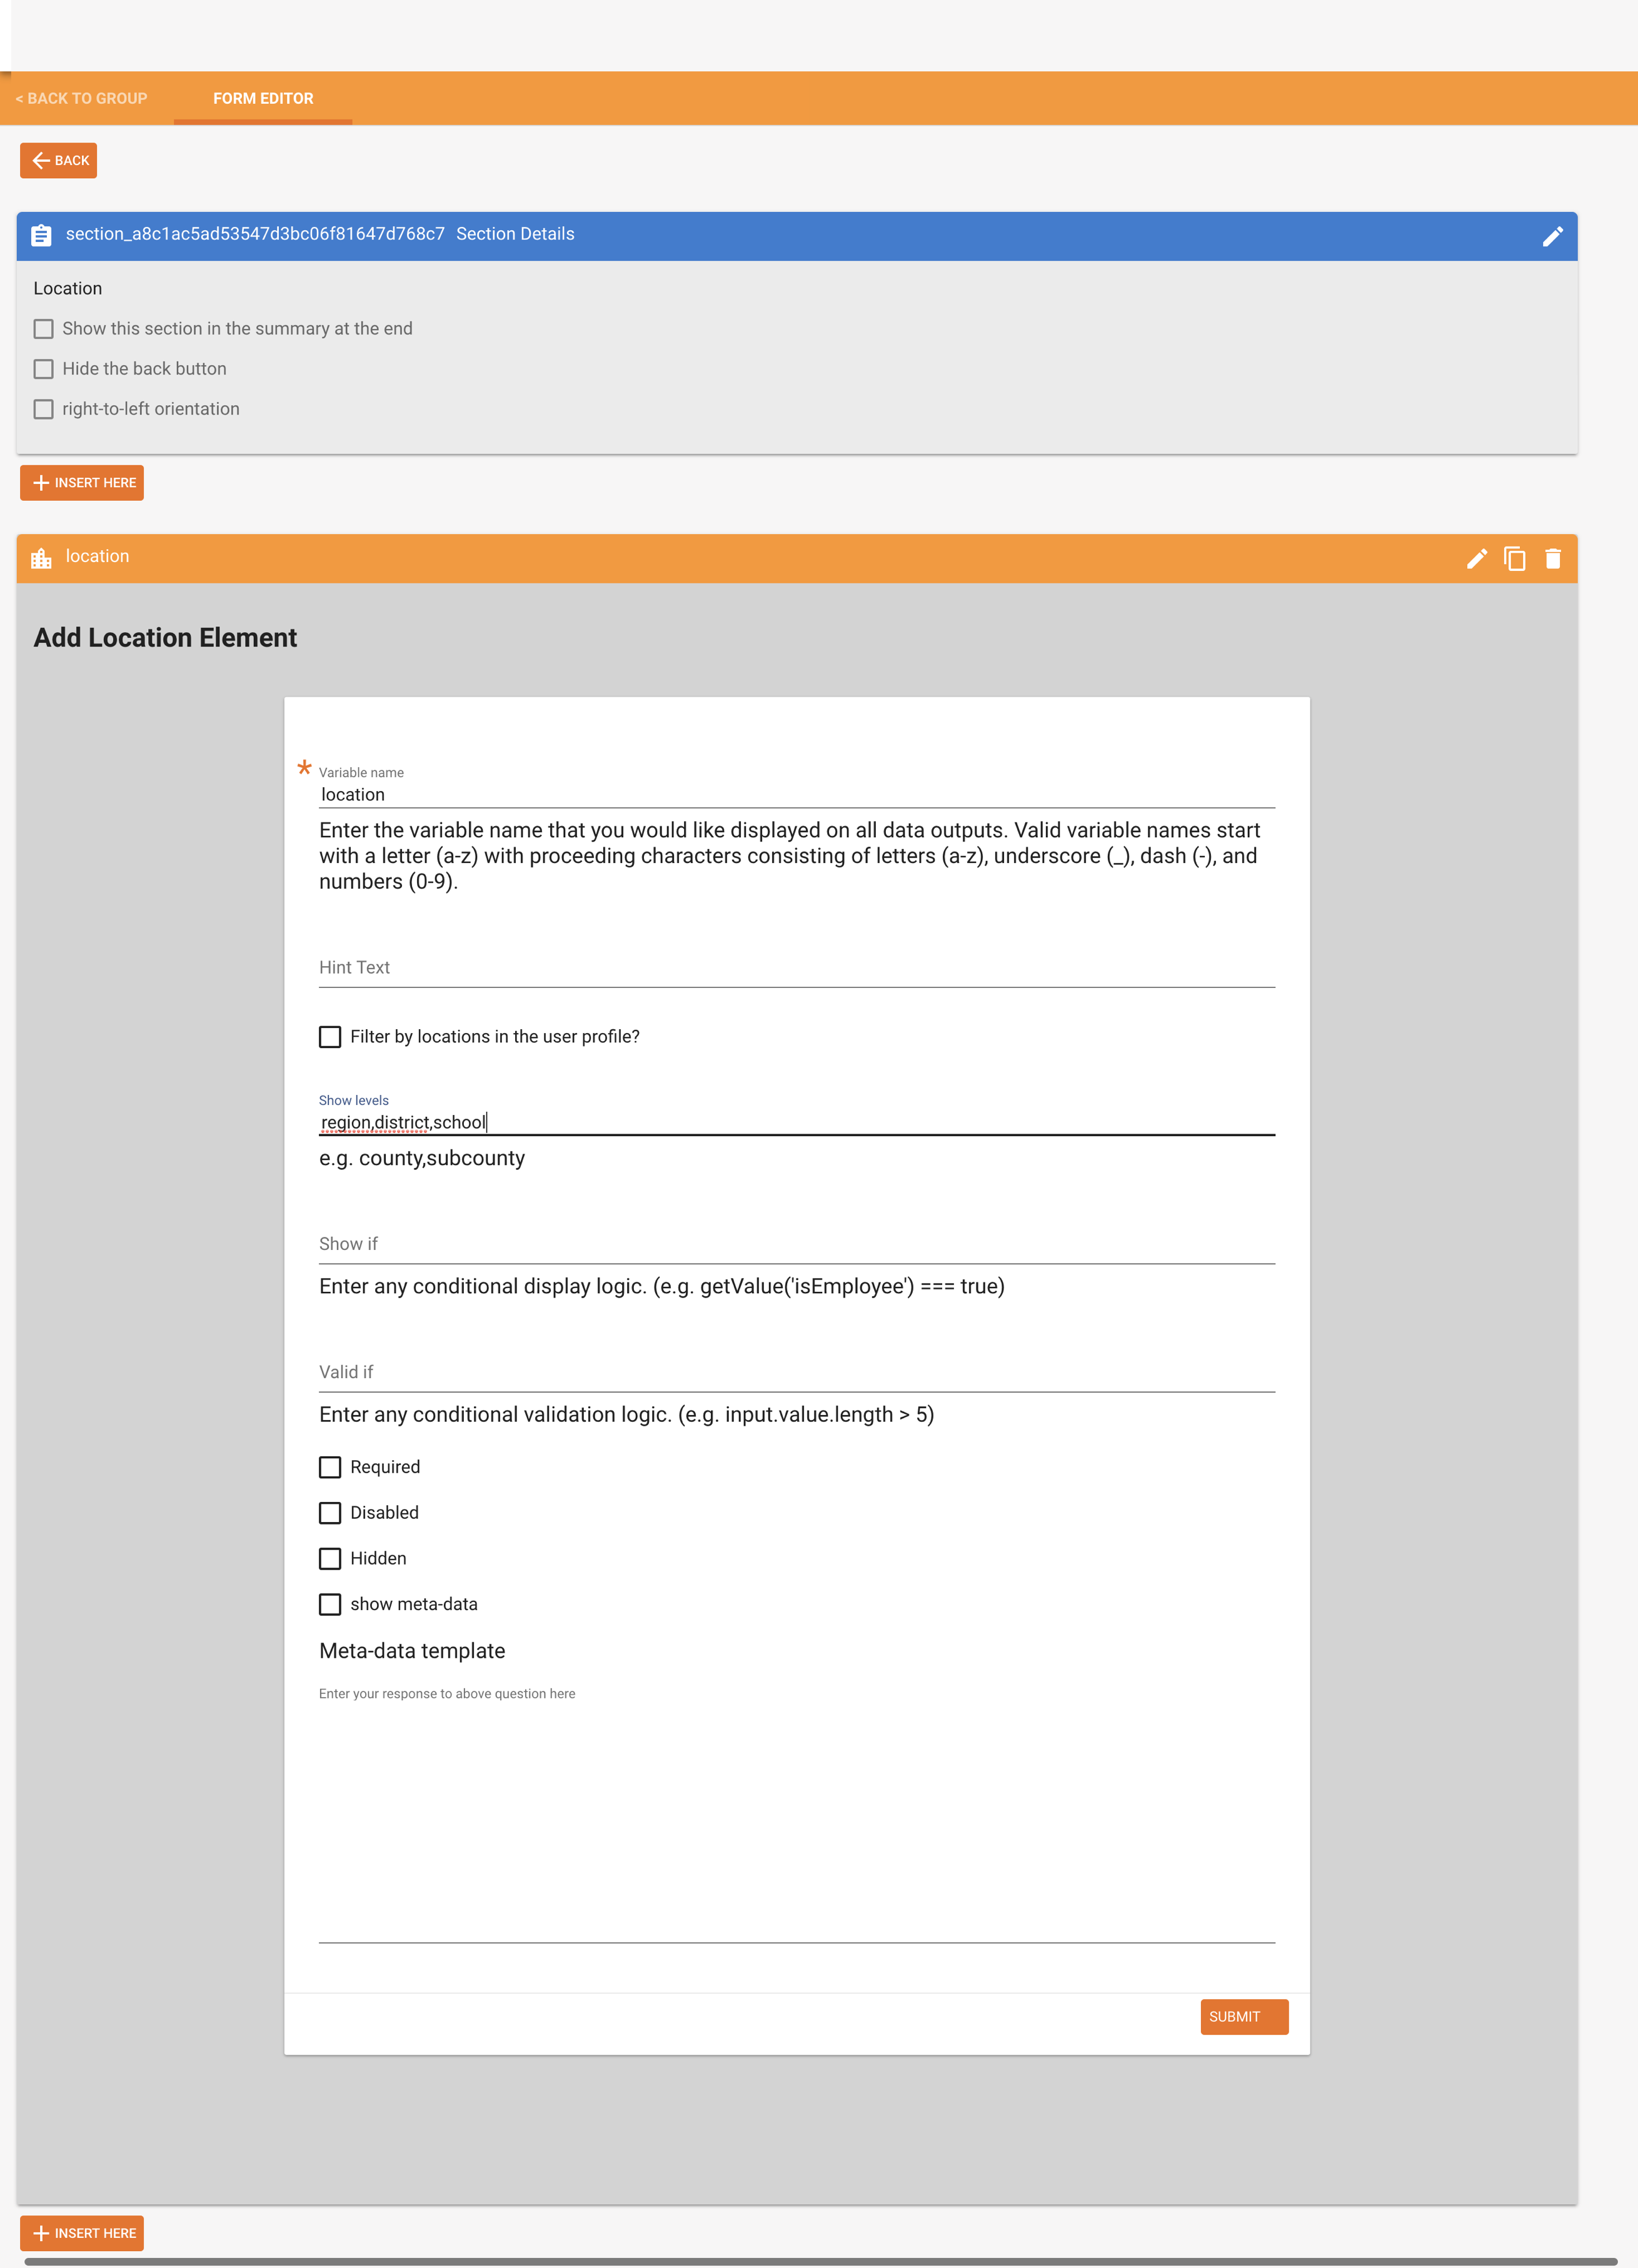 < BACK TO GROUP
FORM EDITOR
BACK
section_a8c1ac5ad53547d3bc06f81647d768c7 Section Details
Location
Show this section in the summary at the end
Hide the back button
right-to-left orientation
INSERT HERE
location
Add Location Element
* Variable name
location
Enter the variable name that you would like displayed on all data outputs. Valid variable names start
with a letter (a-z) with proceeding characters consisting of letters (a-z), underscore (_), dash (-), and
numbers (0-9).
Hint Text
Filter by locations in the user profile?
Show levels
region,district,school
e.g. county,subcounty
Show if
Enter any conditional display logic. (e.g. getValue('isEmployee') === true)
Valid if
Enter any conditional validation logic. (e.g. input.value.length > 5)
Required
Disabled
Hidden
show meta-data
Meta-data template
Enter your response to above question here
SUBMIT
INSERT HERE